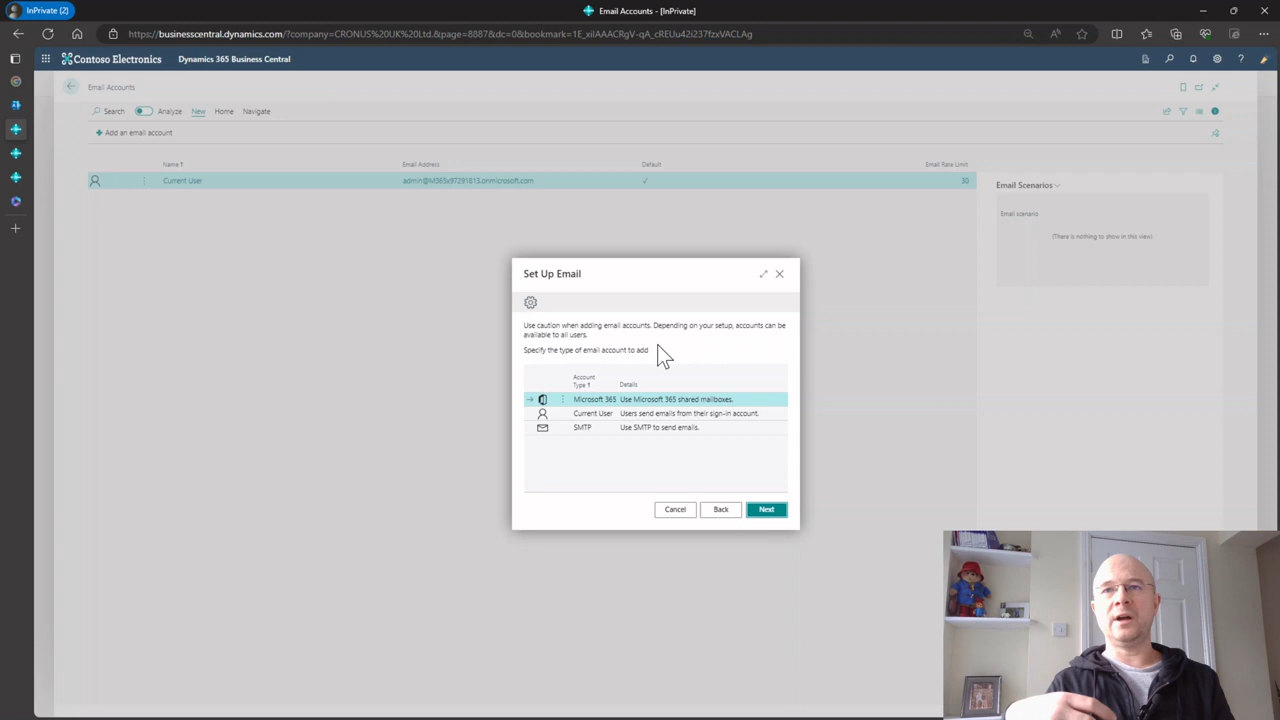 InPrivate (2)
Email Accounts - [InPrivate]
https://businesscentral.dynamics.com/?company=CRONUS%20UK%20Ltd.&page=8887&dc=0&bookmark=1E_xiIAAACRgV-qA_cREUu42i237fzxVACLAg
Contoso Electronics
Dynamics 365 Business Central
Email Accounts
Search
Analyze
New
Home
Navigate
+ Add an email account
Name ↑
Email Address
Default
Email Rate Limit
Current User
admin@M365x97291813.onmicrosoft.com
✓
30
Email Scenarios
Email scenario
(There is nothing to show in this view)
Set Up Email
Use caution when adding email accounts. Depending on your setup, accounts can be
available to all users.
Specify the type of email account to add
Account
Type ↑
Details
Microsoft 365 Use Microsoft 365 shared mailboxes.
Current User Users send emails from their sign-in account.
SMTP Use SMTP to send emails.
Cancel
Back
Next